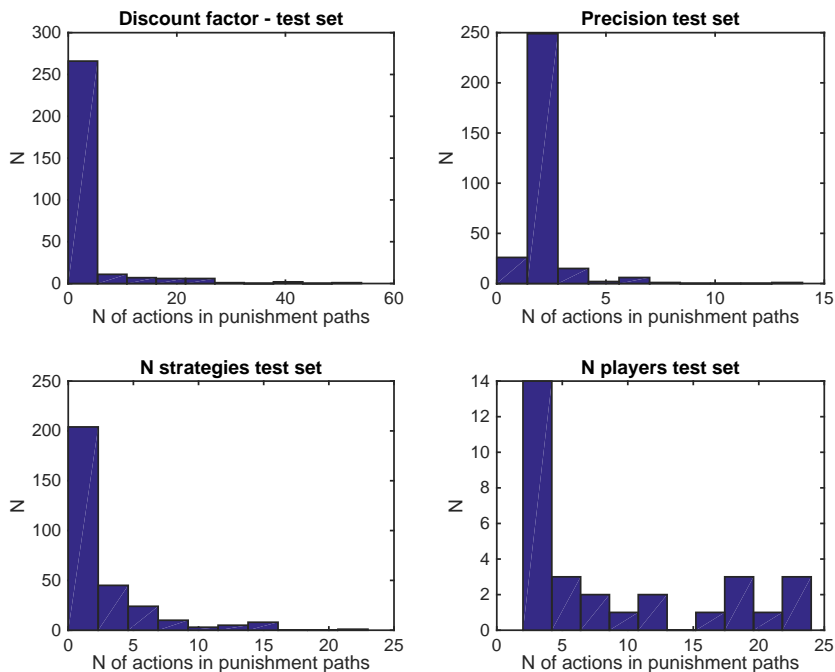 Discount factor - test set
300
250
200
150
100
50
0
N
0 20 40 60
N of actions in punishment paths
Precision test set
250
200
150
100
50
0
N
0 5 10 15
N of actions in punishment paths
N strategies test set
250
200
150
100
50
0
N
0 5 10 15 20 25
N of actions in punishment paths
N players test set
14
12
10
8
6
4
2
0
N
0 5 10 15 20 25
N of actions in punishment paths